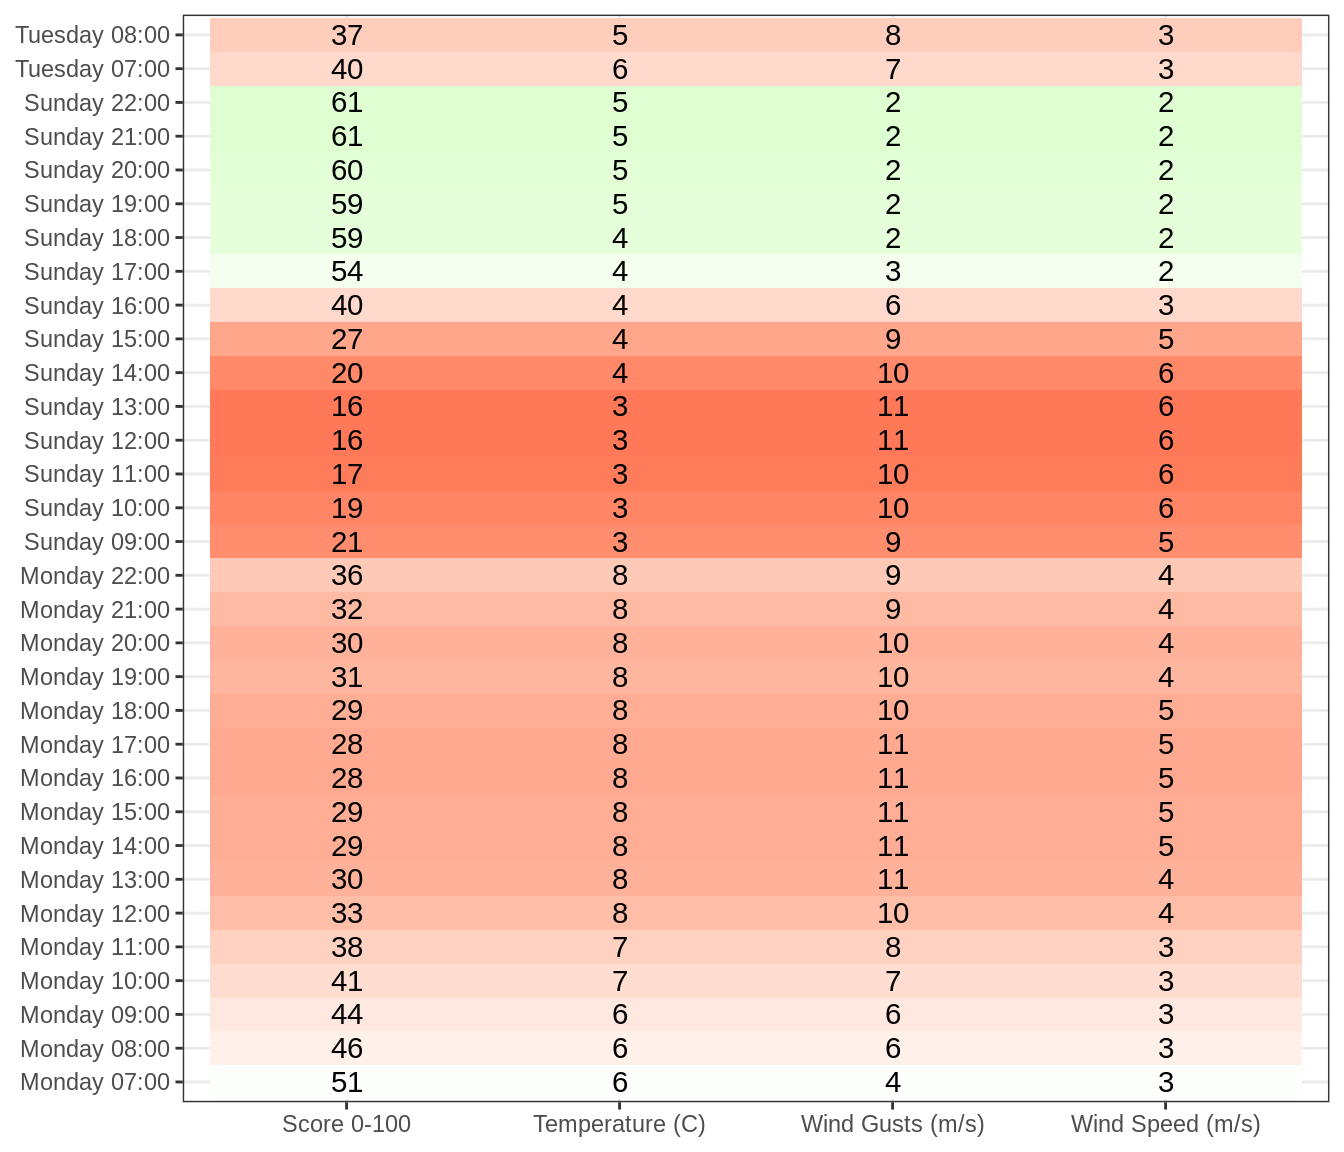 Tuesday 08:00 37 5 8 3
Tuesday 07:00 40 6 7 3
Sunday 22:00 61 5 2 2
Sunday 21:00 61 5 2 2
Sunday 20:00 60 5 2 2
Sunday 19:00 59 5 2 2
Sunday 18:00 59 4 2 2
Sunday 17:00 54 4 3 2
Sunday 16:00 40 4 6 3
Sunday 15:00 27 4 9 5
Sunday 14:00 20 4 10 6
Sunday 13:00 16 3 11 6
Sunday 12:00 16 3 11 6
Sunday 11:00 17 3 10 6
Sunday 10:00 19 3 10 6
Sunday 09:00 21 3 9 5
Monday 22:00 36 8 9 4
Monday 21:00 32 8 9 4
Monday 20:00 30 8 10 4
Monday 19:00 31 8 10 4
Monday 18:00 29 8 10 5
Monday 17:00 28 8 11 5
Monday 16:00 28 8 11 5
Monday 15:00 29 8 11 5
Monday 14:00 29 8 11 5
Monday 13:00 30 8 11 4
Monday 12:00 33 8 10 4
Monday 11:00 38 7 8 3
Monday 10:00 41 7 7 3
Monday 09:00 44 6 6 3
Monday 08:00 46 6 6 3
Monday 07:00 51 6 4 3
Score 0-100 Temperature (C) Wind Gusts (m/s) Wind Speed (m/s)